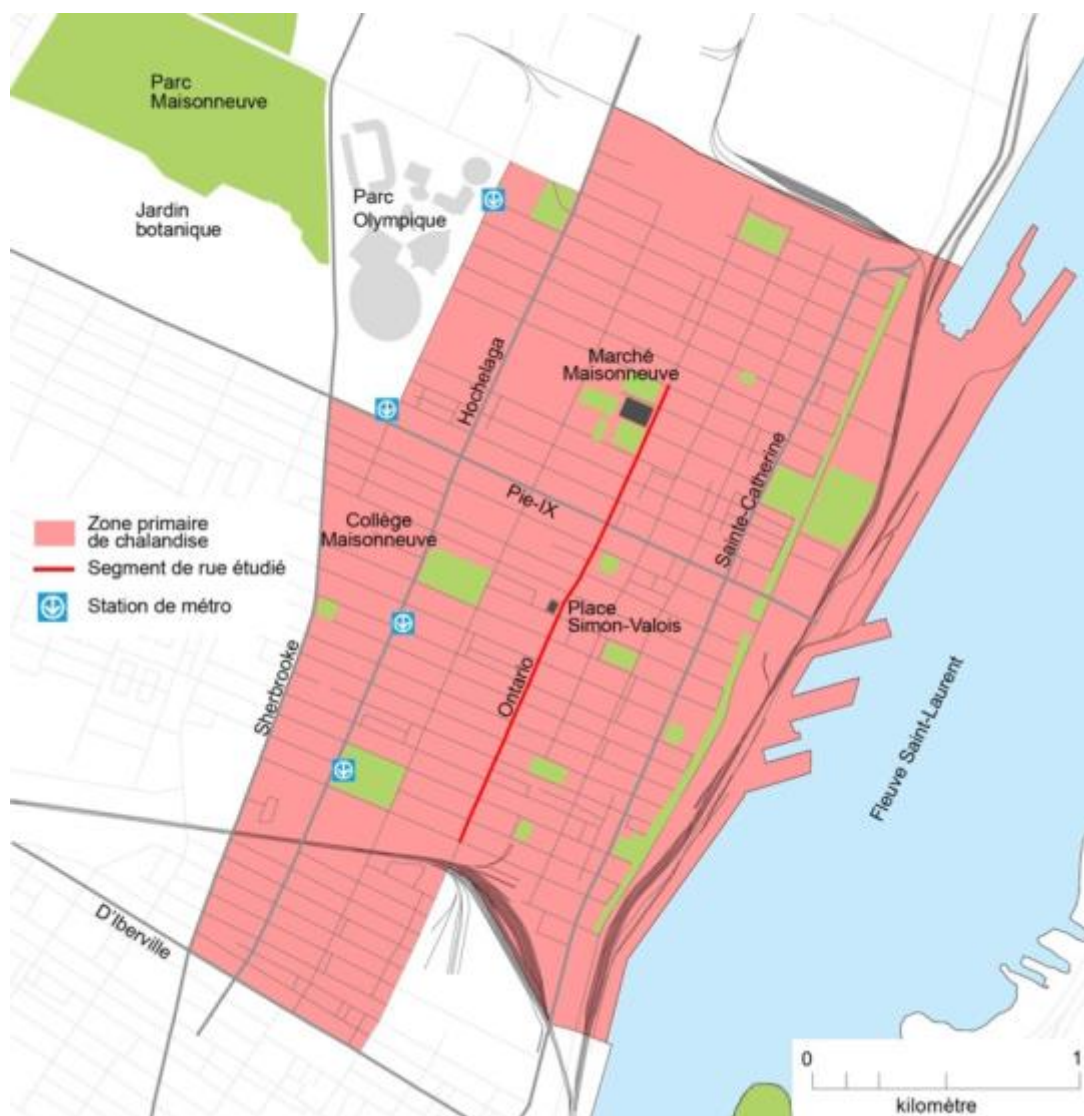 Parc
Maisonneuve
Jardin
botanique
Parc
Olympique
Hochelaga
Marché
Maisonneuve
Pie-IX
Sainte-Catherine
Zone primaire
de chalandise
Segment de rue étudié
Station de métro
Collège
Maisonneuve
Place
Simon-Valois
Ontario
Sherbrooke
Fleuve Saint-Laurent
D'Iberville
0 1
kilomètre